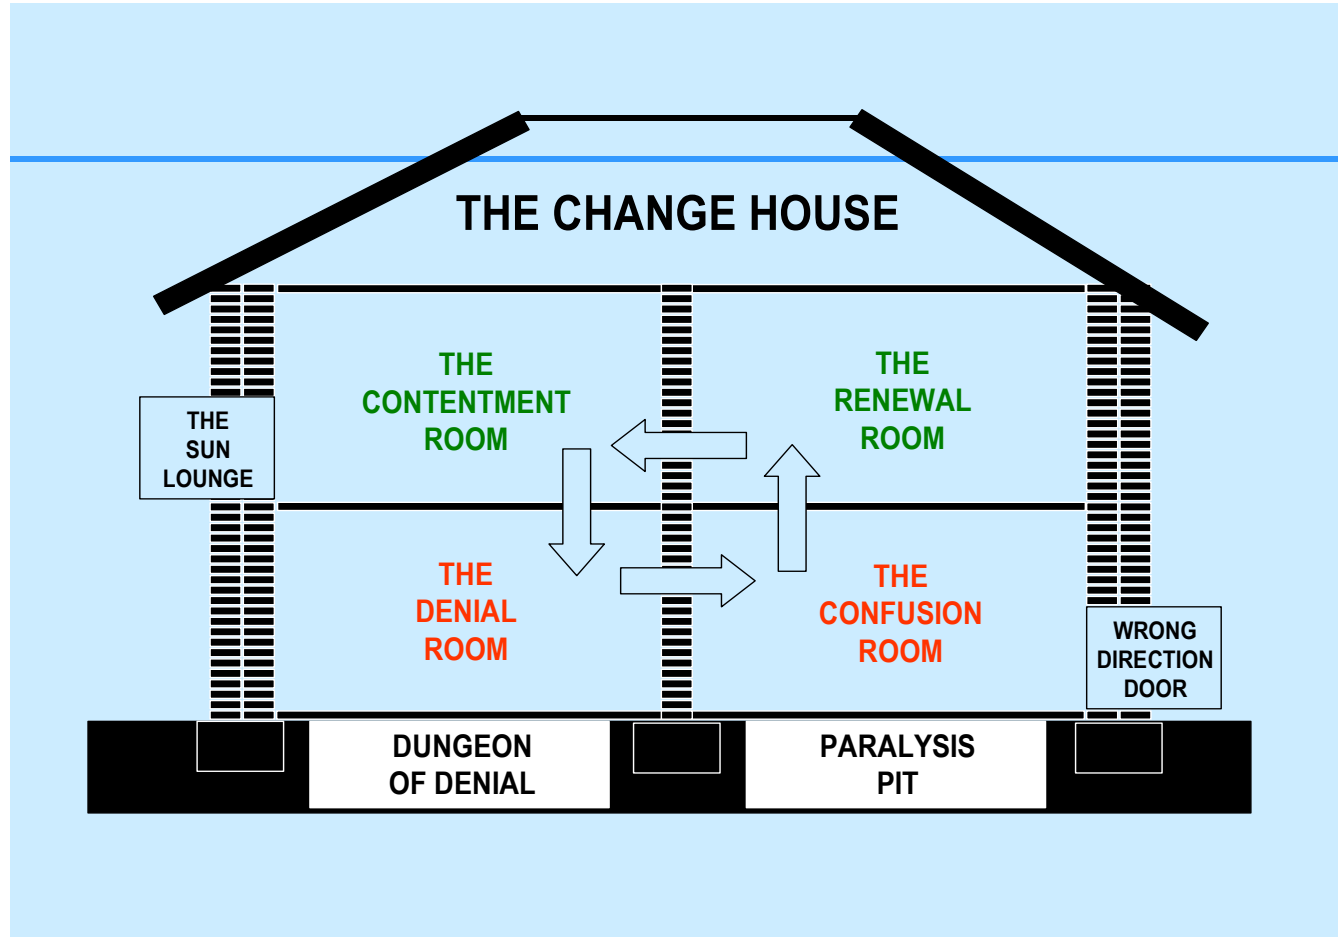 THE CHANGE HOUSE
THE
CONTENTMENT
ROOM
THE
RENEWAL
ROOM
THE
SUN
LOUNGE
THE
DENIAL
ROOM
THE
CONFUSION
ROOM
WRONG
DIRECTION
DOOR
DUNGEON
OF DENIAL
PARALYSIS
PIT